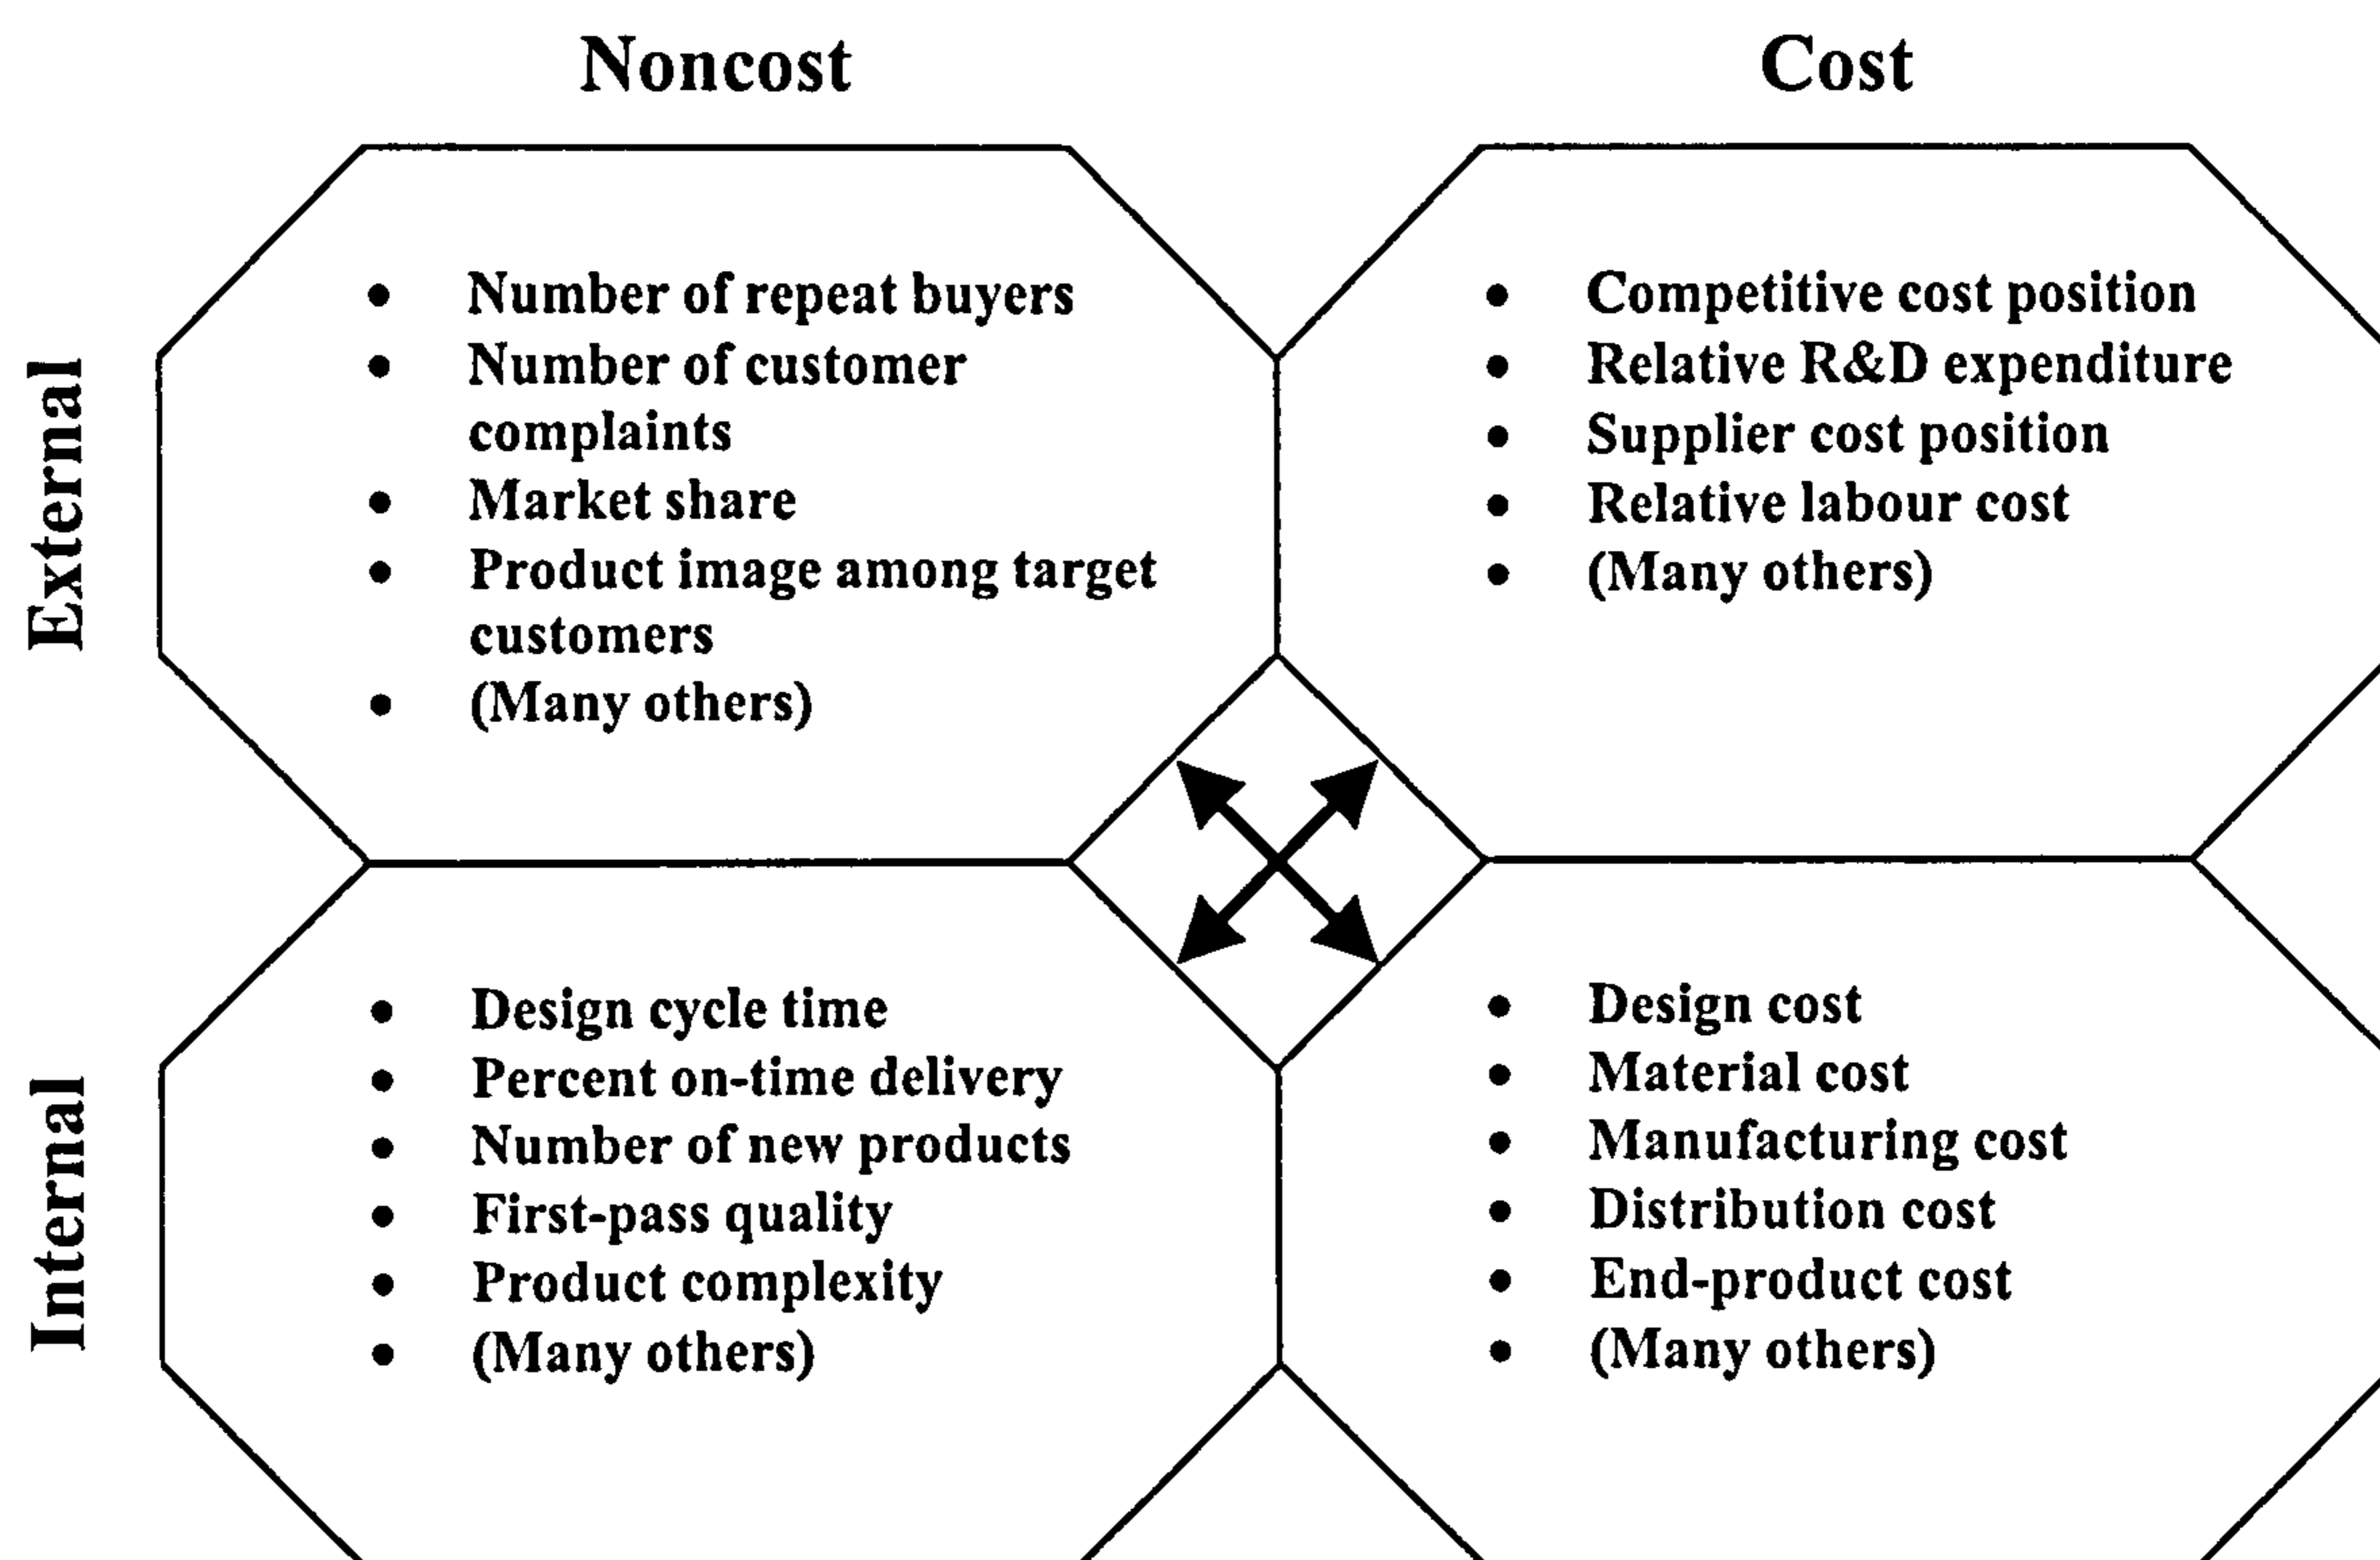 Noncost
Cost
External
• Number of repeat buyers
• Number of customer
complaints
• Market share
• Product image among target
customers
• (Many others)
• Competitive cost position
• Relative R&D expenditure
• Supplier cost position
• Relative labour cost
• (Many others)
Internal
• Design cycle time
• Percent on-time delivery
• Number of new products
• First-pass quality
• Product complexity
• (Many others)
• Design cost
• Material cost
• Manufacturing cost
• Distribution cost
• End-product cost
• (Many others)